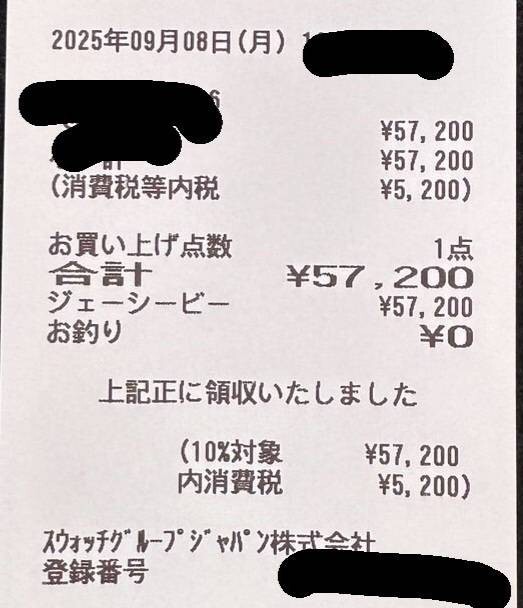 2025年09月08日(月) 1
6
¥57,200
計 ¥57,200
(消費税等内税 ¥5,200)
お買い上げ点数 1点
合計 ¥57,200
ジェーシービー ¥57,200
お釣り ¥0
上記正に領収いたしました
(10%対象 ¥57,200
内消費税 ¥5,200)
ｽｳｫｯﾁｸﾞﾙｰﾌﾟｼﾞｬﾊﾟﾝ株式会社
登録番号